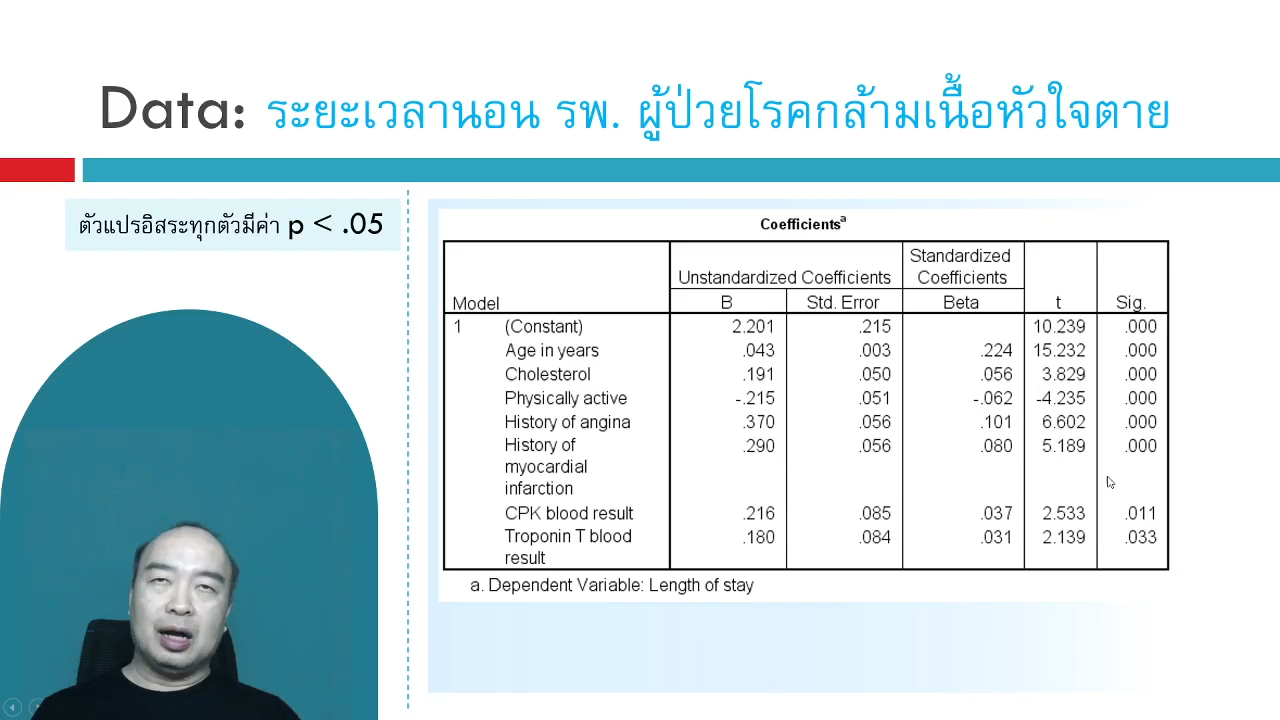 Data: ระยะเวลานอน รพ. ผู้ป่วยโรคกล้ามเนื้อหัวใจตาย
ตัวแปรอิสระทุกตัวมีค่า p < .05
Coefficientsa
Standardized
Unstandardized Coefficients Coefficients
Model B Std. Error Beta t Sig.
1 (Constant) 2.201 .215 10.239 .000
Age in years .043 .003 .224 15.232 .000
Cholesterol .191 .050 .056 3.829 .000
Physically active -.215 .051 -.062 -4.235 .000
History of angina .370 .056 .101 6.602 .000
History of .290 .056 .080 5.189 .000
myocardial
infarction
CPK blood result .216 .085 .037 2.533 .011
Troponin T blood .180 .084 .031 2.139 .033
result
a. Dependent Variable: Length of stay